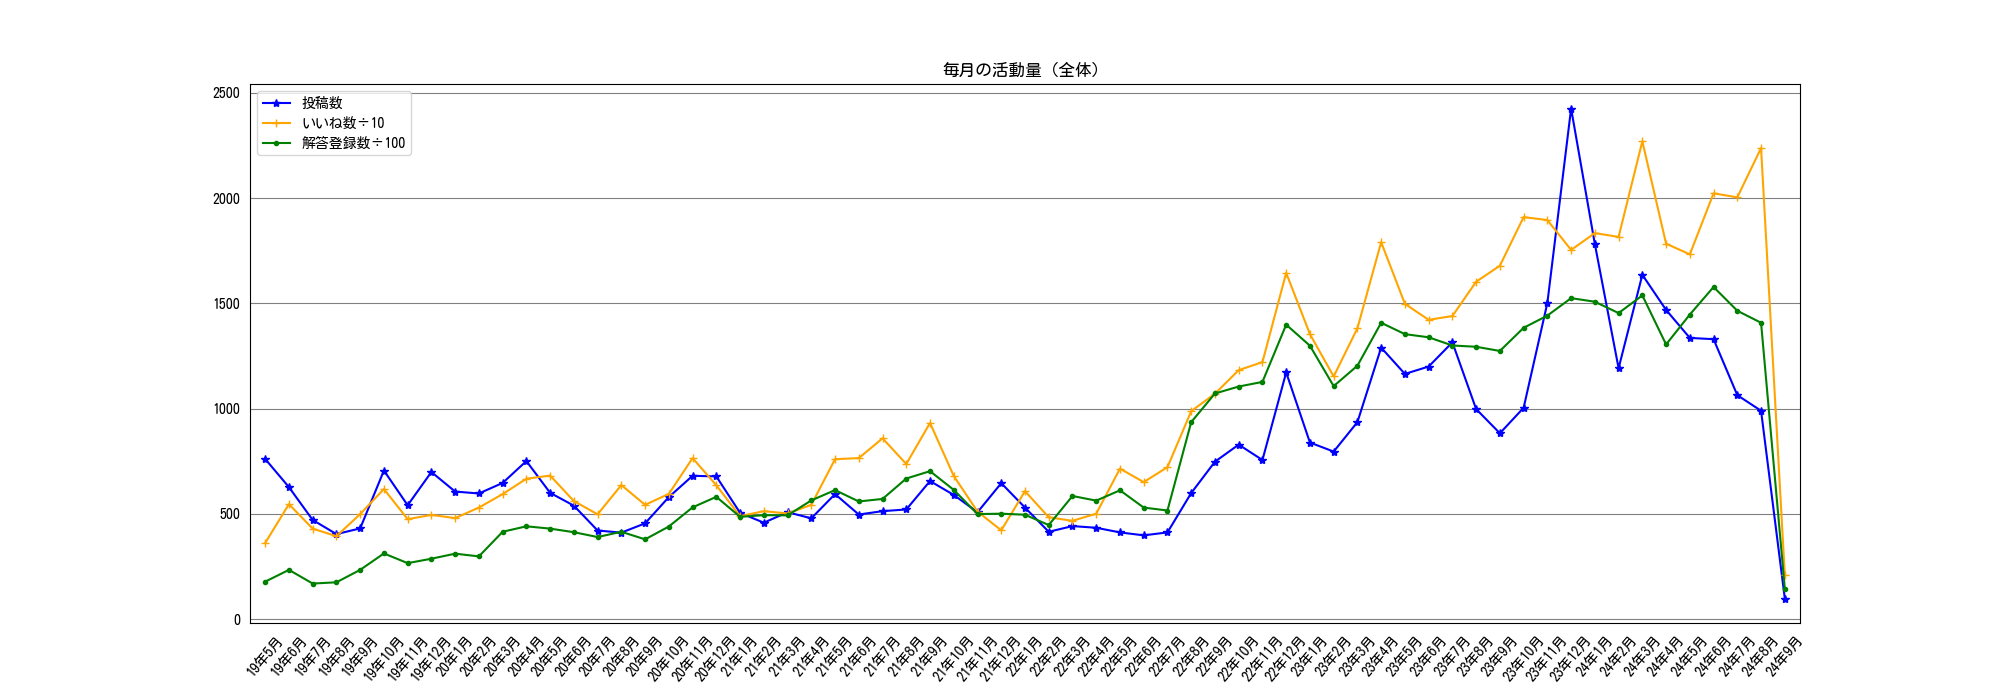 毎月の活動量（全体）
2500
2000
1500
1000
500
0
投稿数
いいね数÷10
解答登録数÷100
19年5月
19年6月
19年7月
19年8月
19年9月
19年10月
19年11月
19年12月
20年1月
20年2月
20年3月
20年4月
20年5月
20年6月
20年7月
20年8月
20年9月
20年10月
20年11月
20年12月
21年1月
21年2月
21年3月
21年4月
21年5月
21年6月
21年7月
21年8月
21年9月
21年10月
21年11月
21年12月
22年1月
22年2月
22年3月
22年4月
22年5月
22年6月
22年7月
22年8月
22年9月
22年10月
22年11月
22年12月
23年1月
23年2月
23年3月
23年4月
23年5月
23年6月
23年7月
23年8月
23年9月
23年10月
23年11月
23年12月
24年1月
24年2月
24年3月
24年4月
24年5月
24年6月
24年7月
24年8月
24年9月